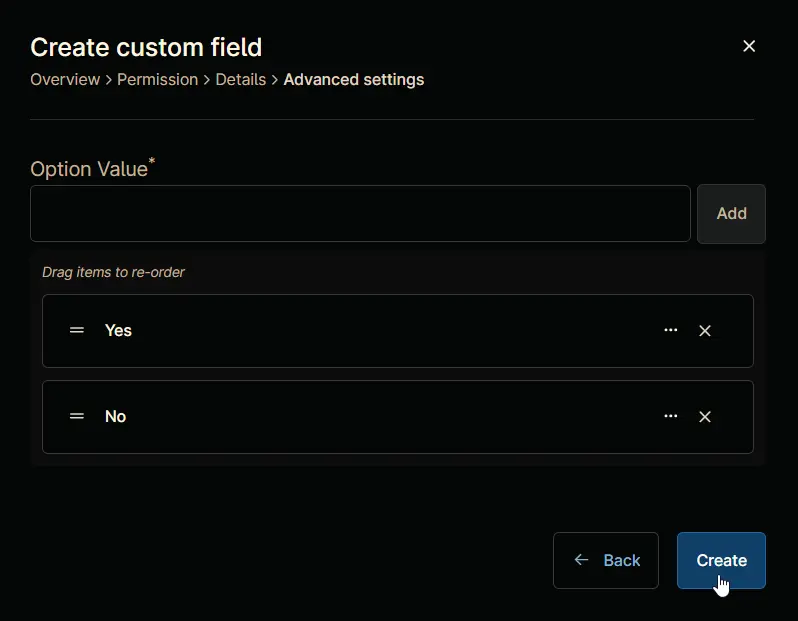 Create custom field
Overview > Permission > Details > Advanced settings
Option Value*
Add
Drag items to re-order
Yes
No
Back
Create